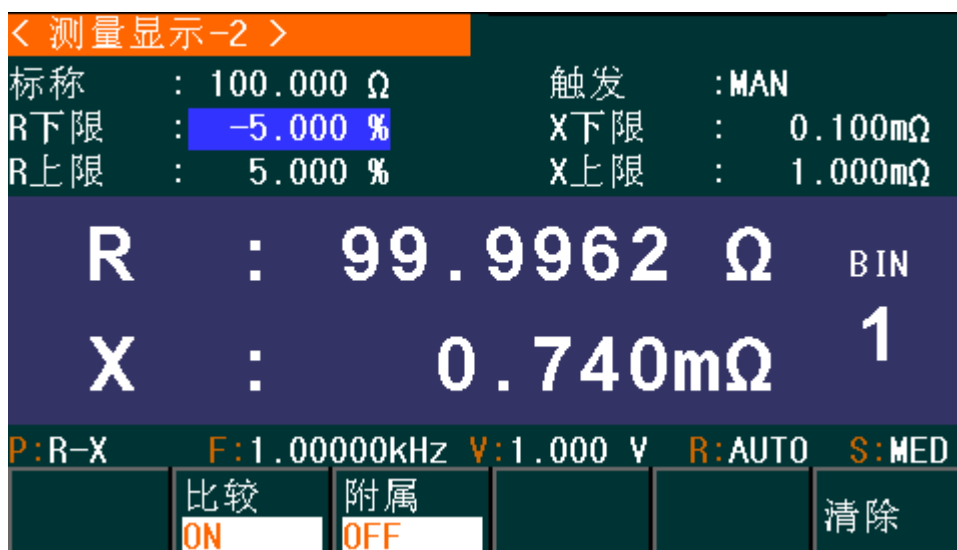 < 测量显示-2 >
标称 : 100.000 Ω 触发 :MAN
R下限 : -5.000 % X下限 : 0.100mΩ
R上限 : 5.000 % X上限 : 1.000mΩ
R : 99.9962 Ω BIN
X : 0.740mΩ 1
P:R-X F:1.00000kHz V:1.000 V R:AUTO S:MED
比较 附属 清除
ON OFF